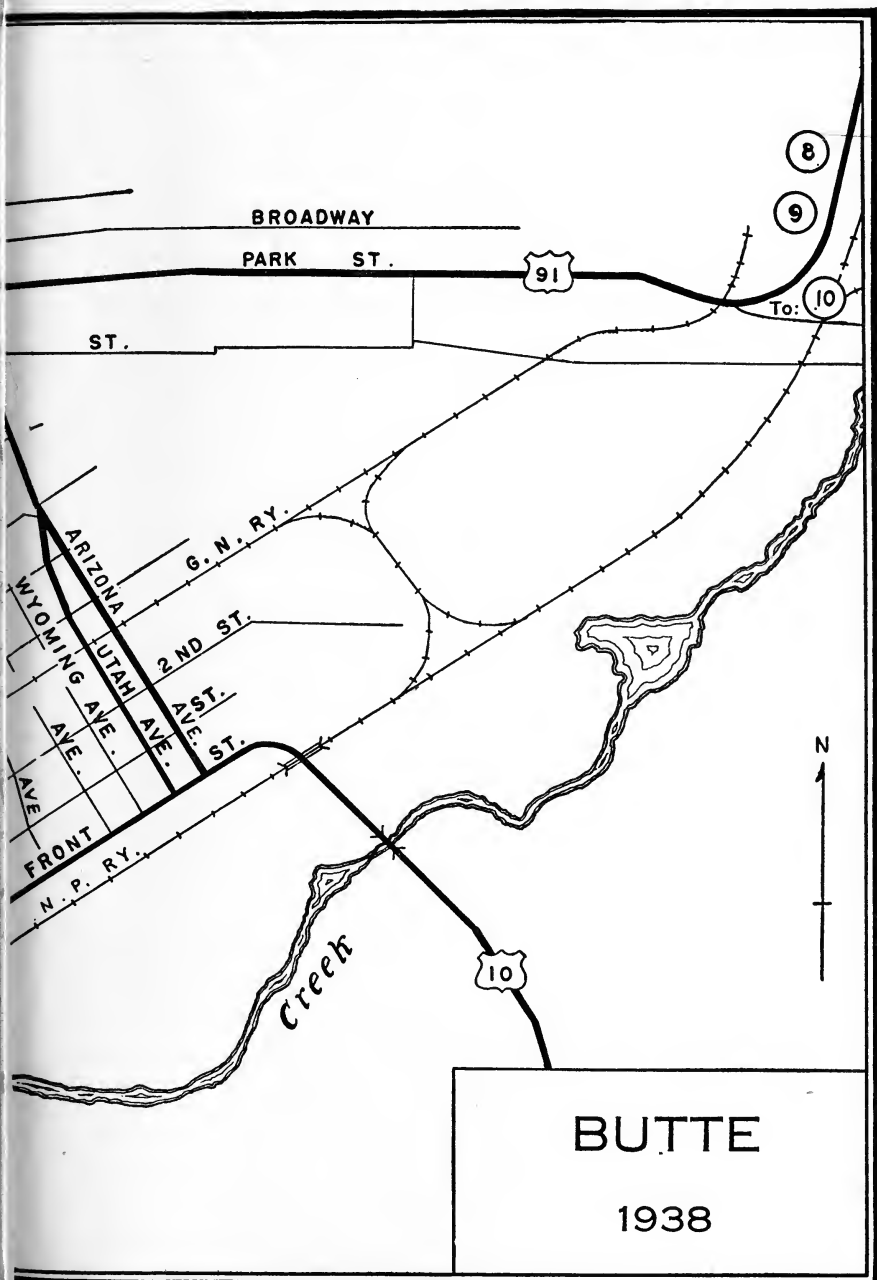 8
BROADWAY
9
PARK ST.
91
To: 10
ST.
ARIZONA AVE.
G. N. RY.
WYOMING AVE.
UTAH AVE.
2ND ST.
ST.
AVE.
AVE
FRONT ST.
N. P. RY.
N
Creek
10
BUTTE
1938